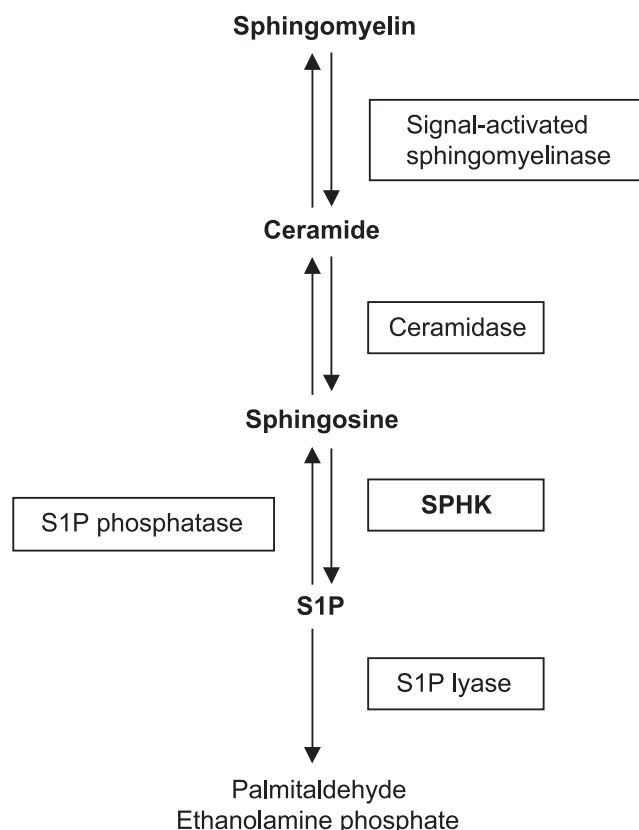 Sphingomyelin
Signal-activated
sphingomyelinase
Ceramide
Ceramidase
Sphingosine
S1P phosphatase
SPHK
S1P
S1P lyase
Palmitaldehyde
Ethanolamine phosphate